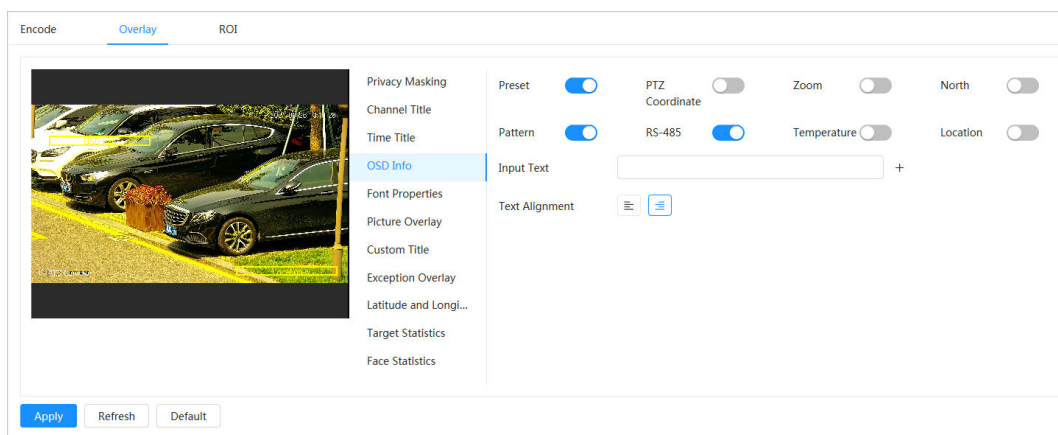 Encode
Overlay
ROI
Privacy Masking
Channel Title
Time Title
OSD Info
Font Properties
Picture Overlay
Custom Title
Exception Overlay
Latitude and Longi...
Target Statistics
Face Statistics
Preset
PTZ
Coordinate
Zoom
North
Pattern
RS-485
Temperature
Location
Input Text
+
Text Alignment
Apply
Refresh
Default